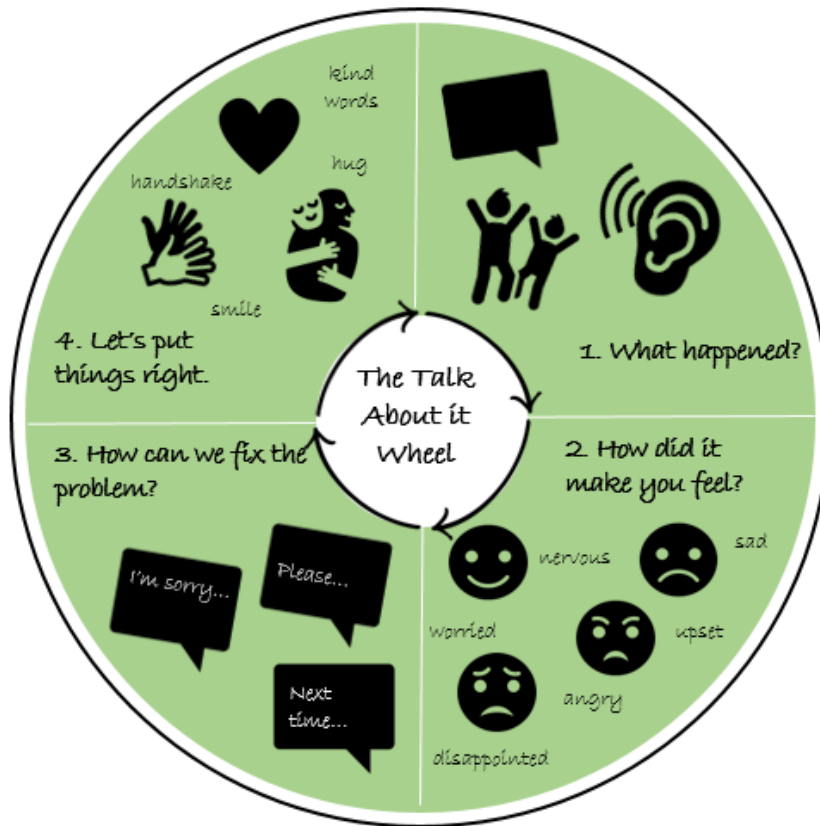 The Talk
About it
Wheel
1. What happened?
2. How did it
make you feel?
nervous
sad
worried
upset
angry
disappointed
3. How can we fix the
problem?
I'm sorry...
Please...
Next
time...
4. Let's put
things right.
kind
words
hug
handshake
smile